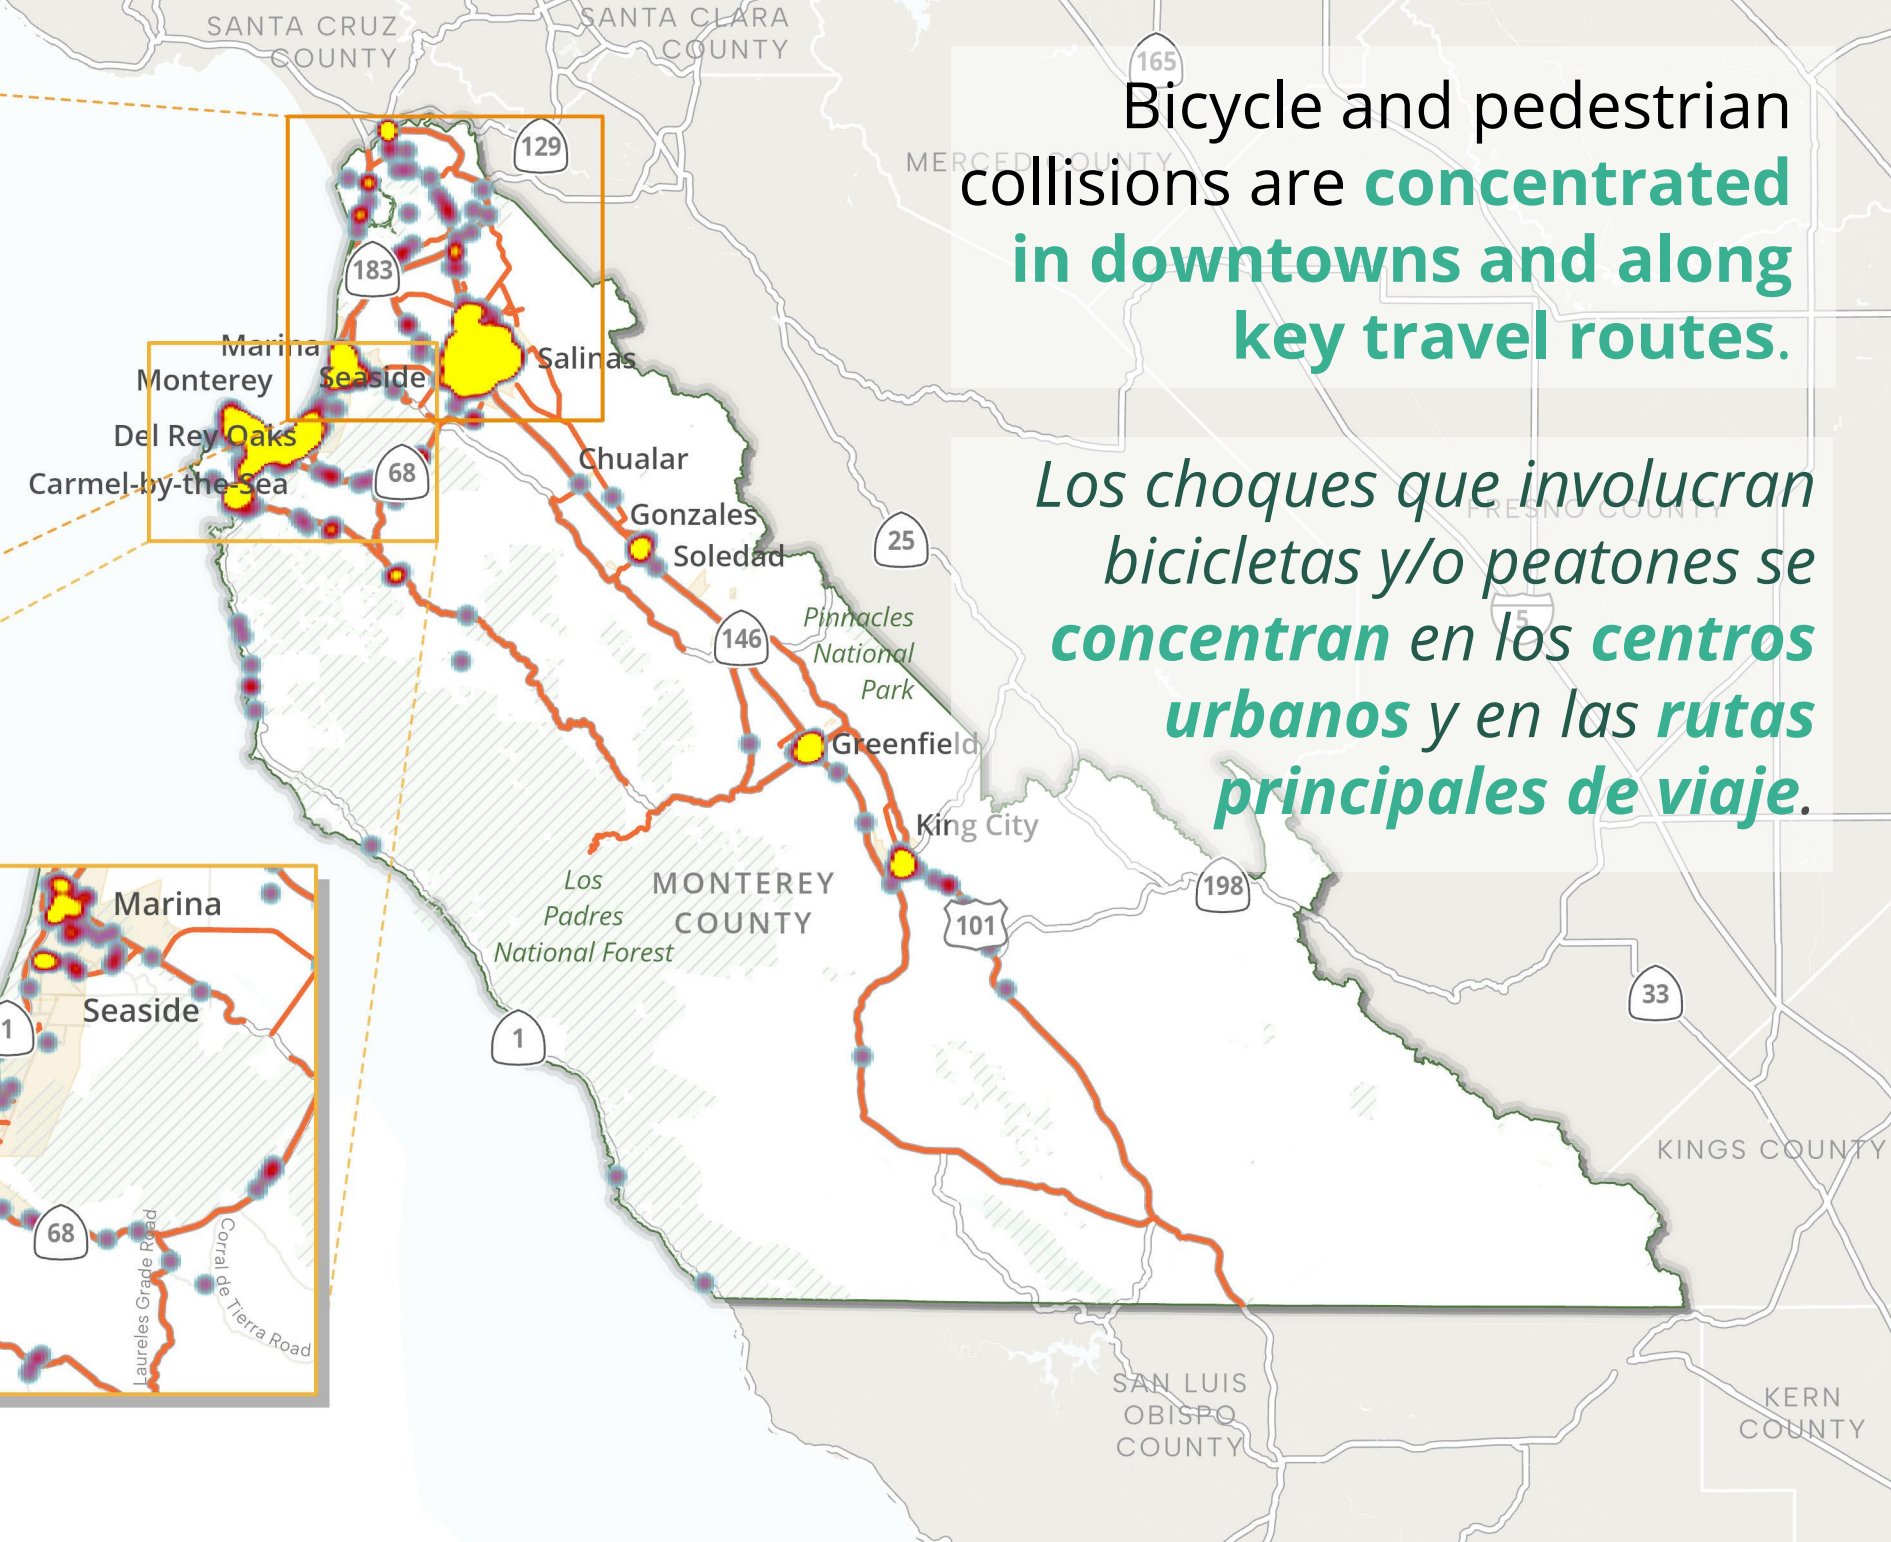 SANTA CRUZ
COUNTY
SANTA CLARA
COUNTY
165
129
MERCED COUNTY
Bicycle and pedestrian
collisions are concentrated
in downtowns and along
key travel routes.
183
Marina
Monterey
Seaside
Salinas
Del Rey Oaks
Carmel-by-the-Sea
68
Chualar
Gonzales
Soledad
25
FRESNO COUNTY
Los choques que involucran
bicicletas y/o peatones se
concentran en los centros
urbanos y en las rutas
principales de viaje.
5
146
Pinnacles
National
Park
Greenfield
King City
Los
Padres
National Forest
MONTEREY
COUNTY
101
198
33
1
KINGS COUNTY
Marina
Seaside
1
68
Laureles Grade Road
Corral de Tierra Road
SAN LUIS
OBISPO
COUNTY
KERN
COUNTY